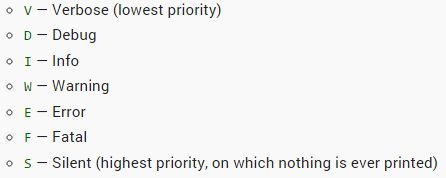 V — Verbose (lowest priority)
D — Debug
I — Info
W — Warning
E — Error
F — Fatal
S — Silent (highest priority, on which nothing is ever printed)